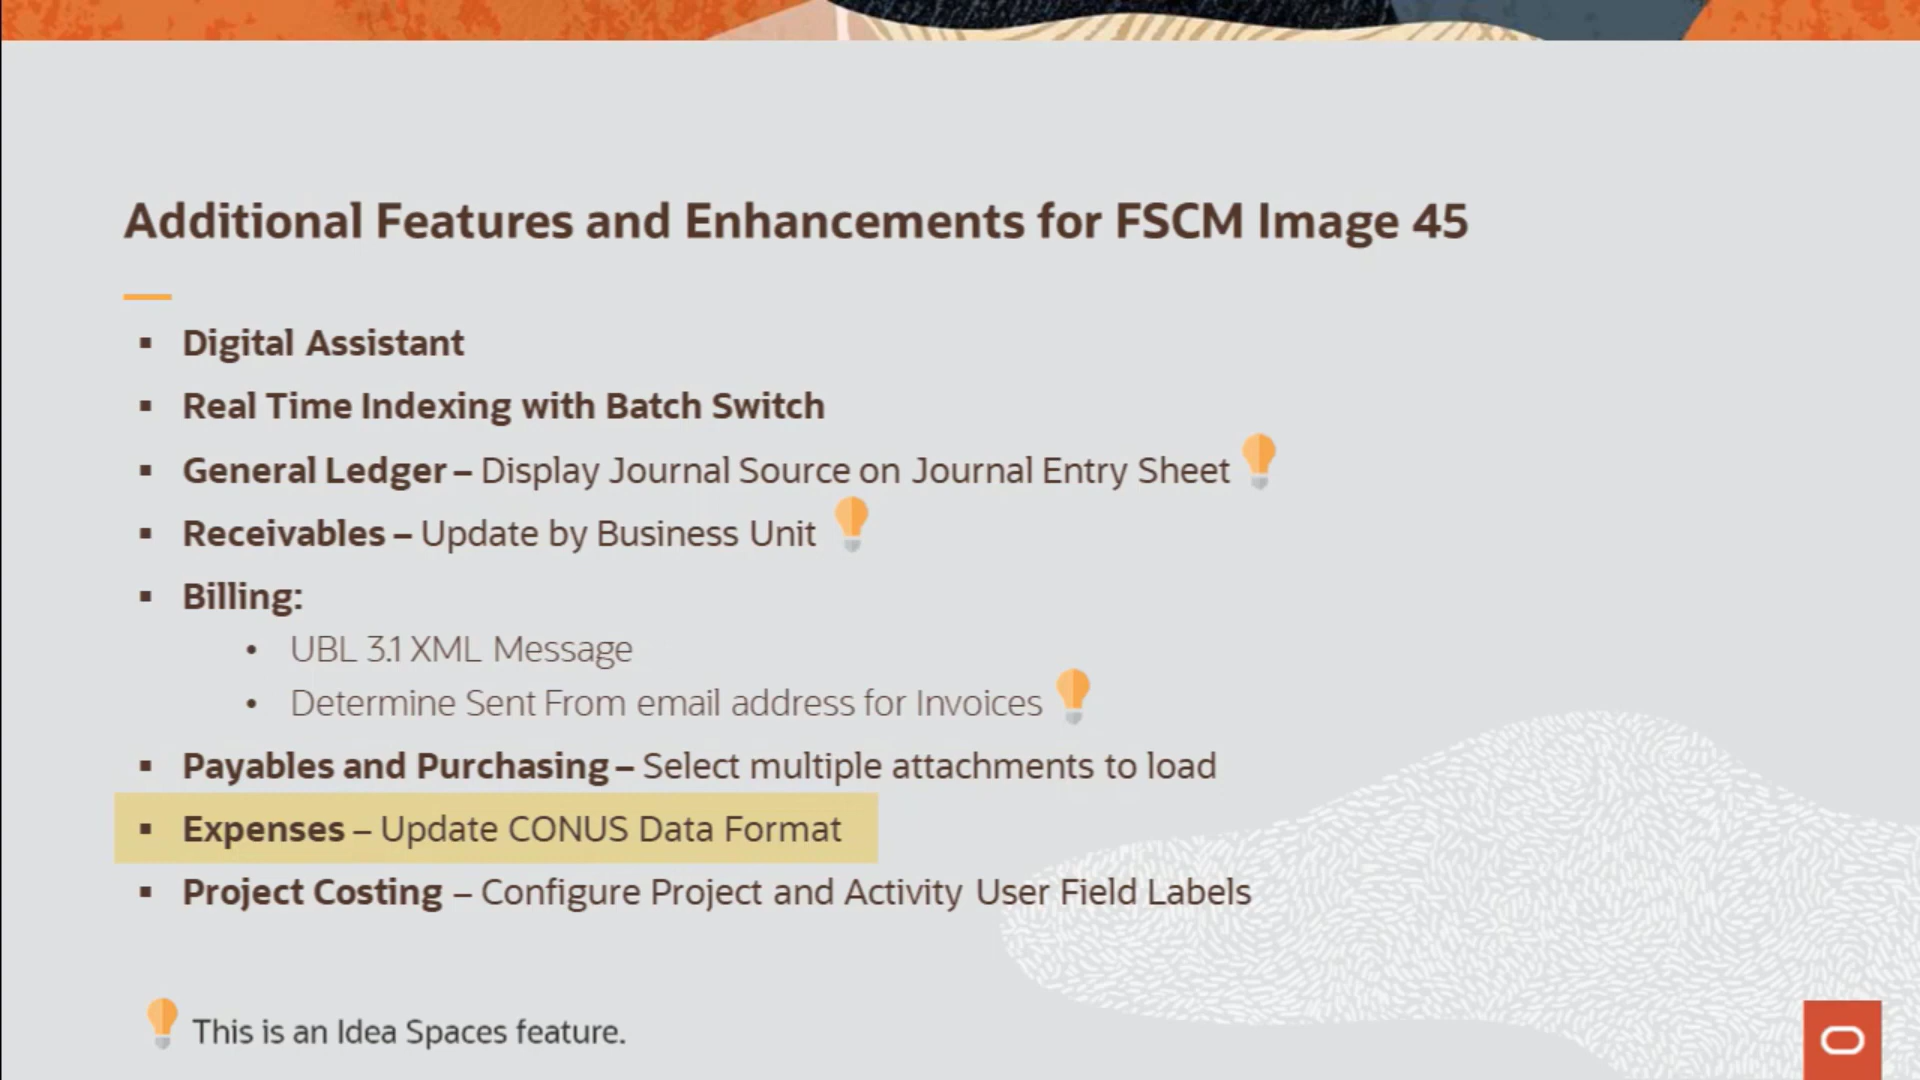 Additional Features and Enhancements for FSCM Image 45
▪ Digital Assistant
▪ Real Time Indexing with Batch Switch
▪ General Ledger – Display Journal Source on Journal Entry Sheet
▪ Receivables – Update by Business Unit
▪ Billing:
• UBL 3.1 XML Message
• Determine Sent From email address for Invoices
▪ Payables and Purchasing – Select multiple attachments to load
▪ Expenses – Update CONUS Data Format
▪ Project Costing – Configure Project and Activity User Field Labels
This is an Idea Spaces feature.